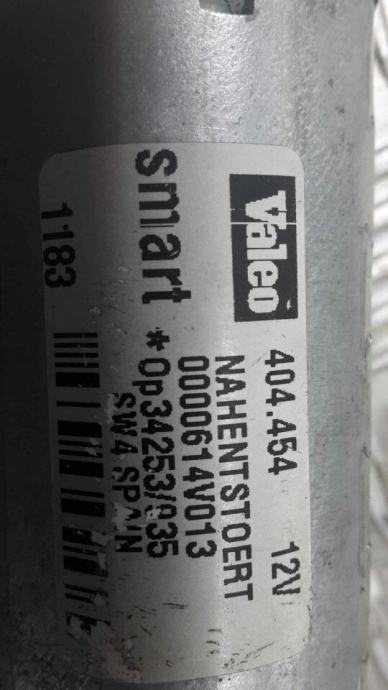 Valeo 404.454 12V
NAHENTSTOERT
0000614V013
smart *Op34253/035
SW4 SPAIN
1183